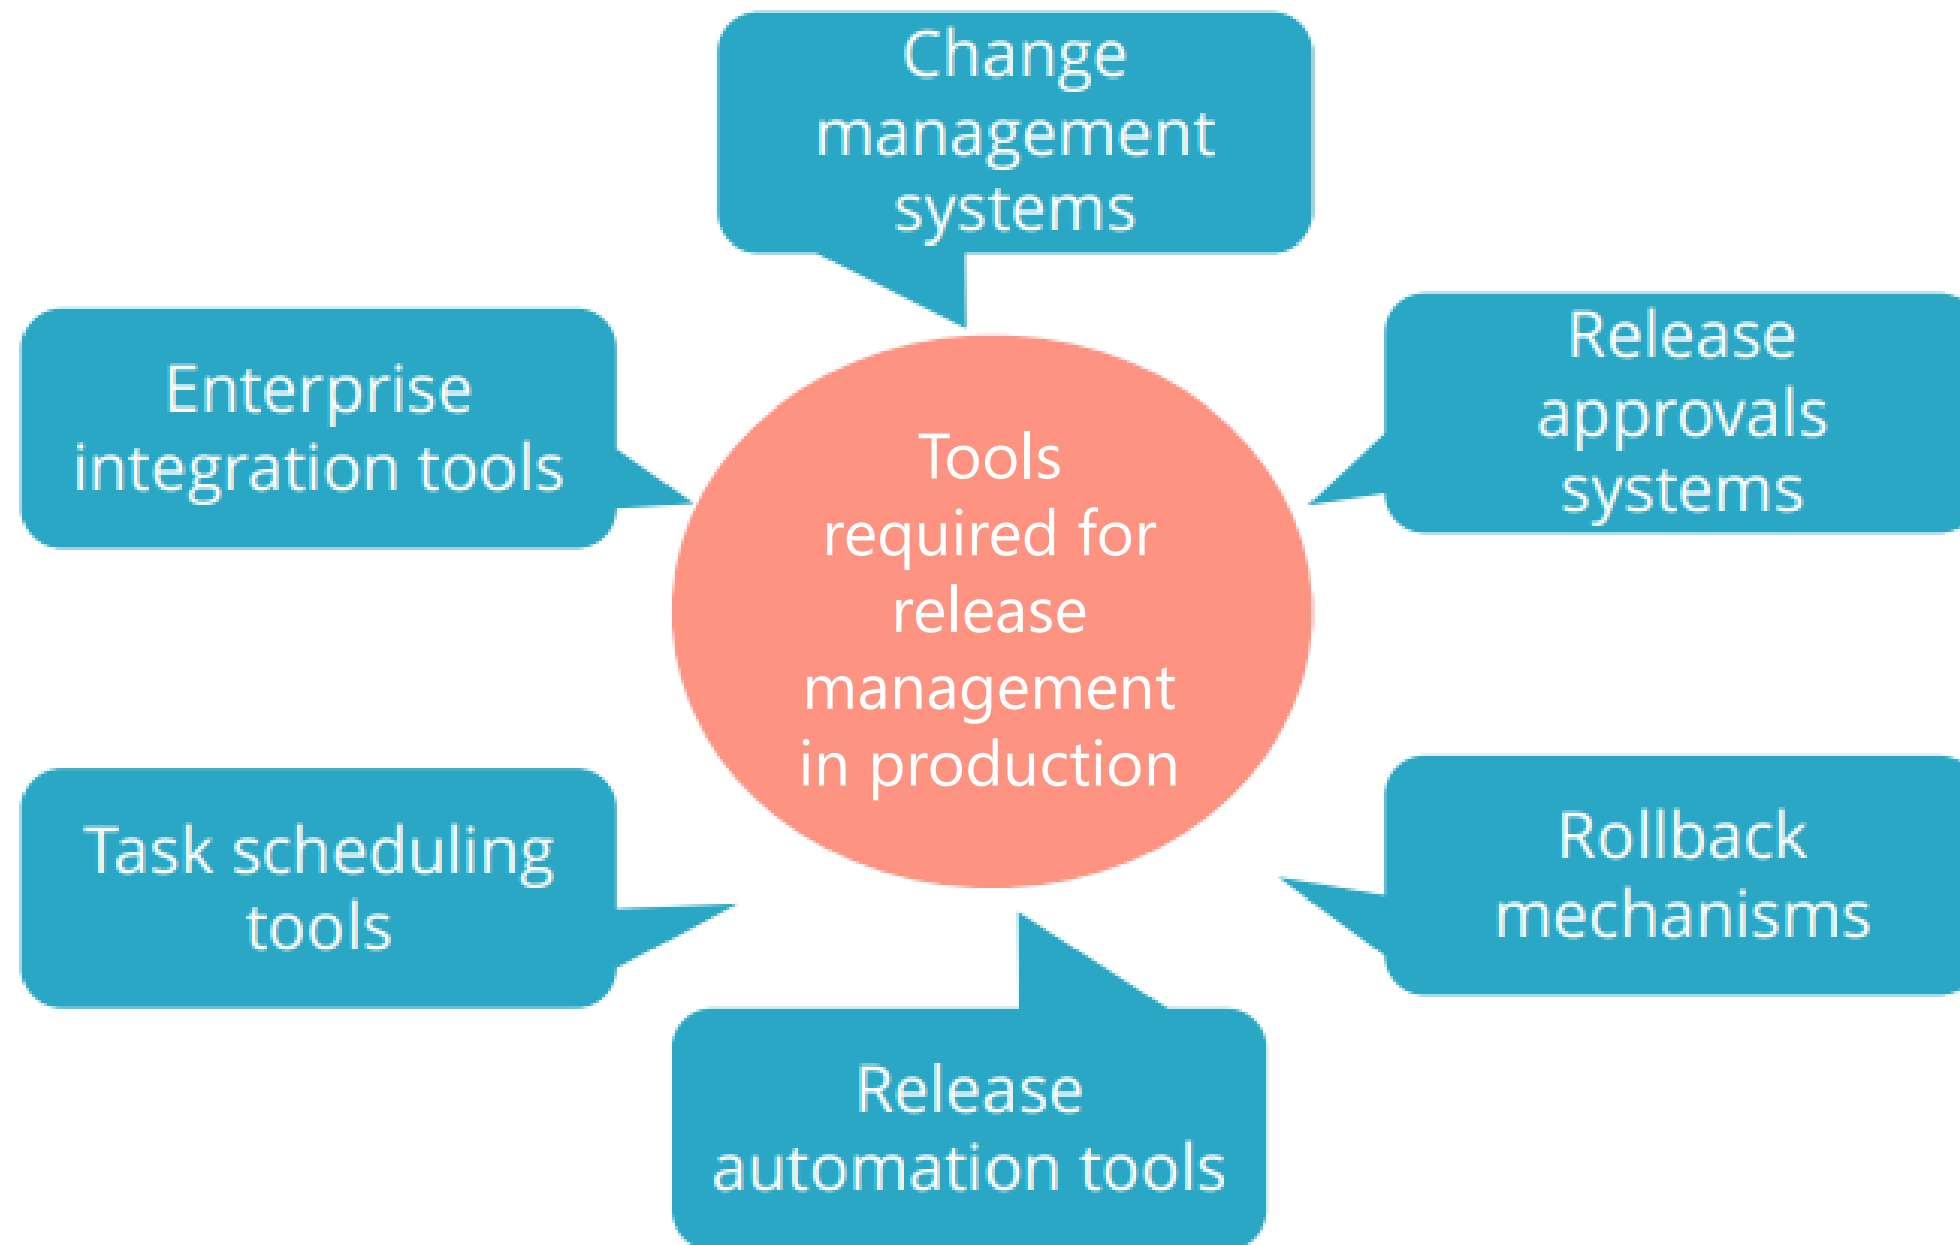 Change
management
systems
Enterprise
integration tools
Release
approvals
systems
Tools
required for
release
management
in production
Task scheduling
tools
Rollback
mechanisms
Release
automation tools